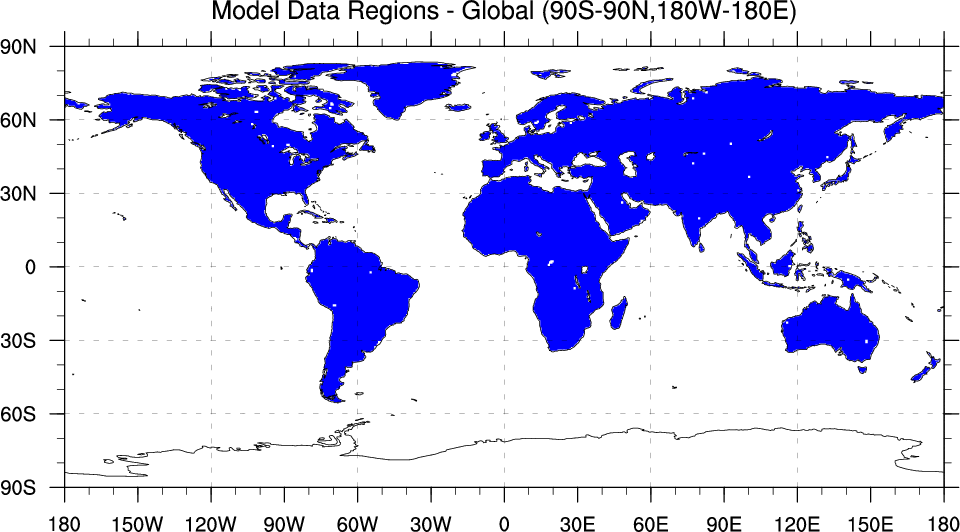 Model Data Regions - Global (90S-90N,180W-180E)
90N
60N
30N
0
30S
60S
90S
180 150W 120W 90W 60W 30W 0 30E 60E 90E 120E 150E 180